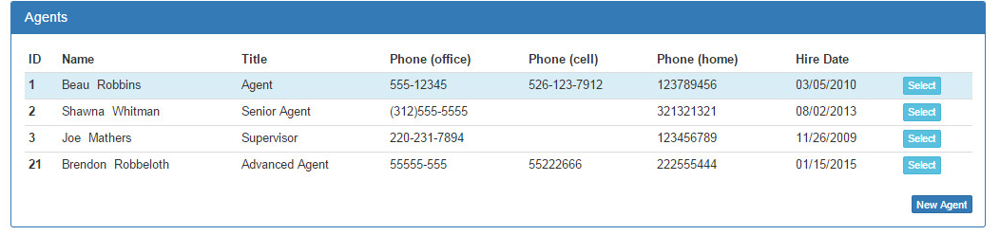 Agents
ID Name Title Phone (office) Phone (cell) Phone (home) Hire Date
1 Beau Robbins Agent 555-12345 526-123-7912 123789456 03/05/2010 Select
2 Shawna Whitman Senior Agent (312)555-5555 321321321 08/02/2013 Select
3 Joe Mathers Supervisor 220-231-7894 123456789 11/26/2009 Select
21 Brendon Robbeloth Advanced Agent 55555-555 55222666 222555444 01/15/2015 Select
New Agent